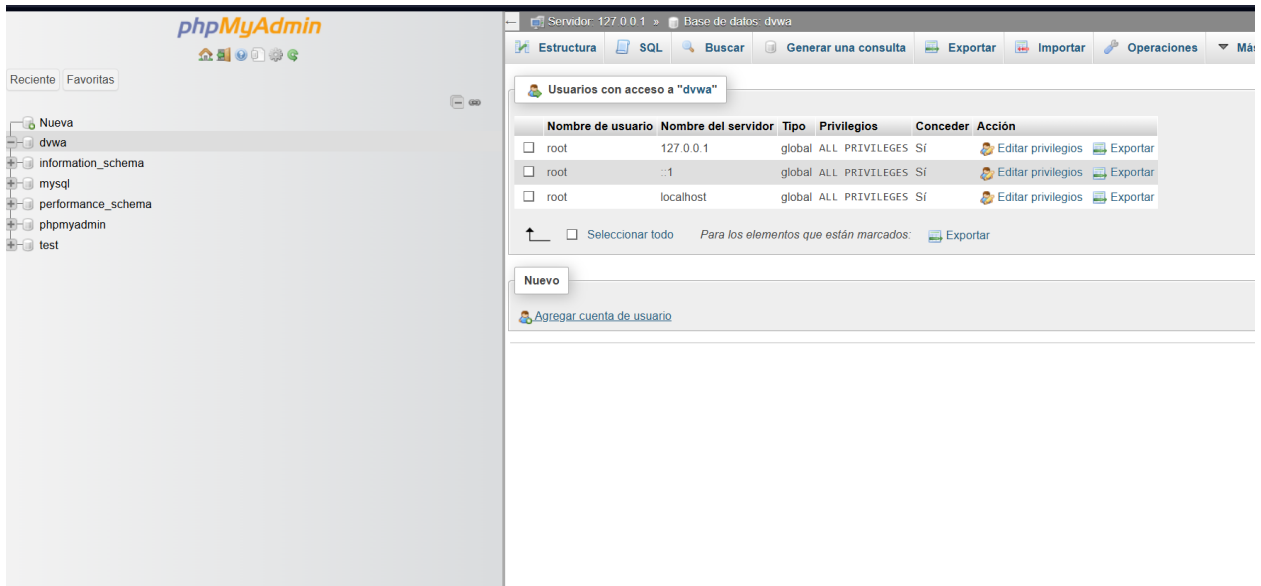 phpMyAdmin
Reciente Favoritas
Nueva
dvwa
information_schema
mysql
performance_schema
phpmyadmin
test
Servidor: 127.0.0.1 » Base de datos: dvwa
Estructura SQL Buscar Generar una consulta Exportar Importar Operaciones Más
Usuarios con acceso a "dvwa"
Nombre de usuario Nombre del servidor Tipo Privilegios Conceder Acción
root 127.0.0.1 global ALL PRIVILEGES Sí Editar privilegios Exportar
root ::1 global ALL PRIVILEGES Sí Editar privilegios Exportar
root localhost global ALL PRIVILEGES Sí Editar privilegios Exportar
Seleccionar todo Para los elementos que están marcados: Exportar
Nuevo
Agregar cuenta de usuario